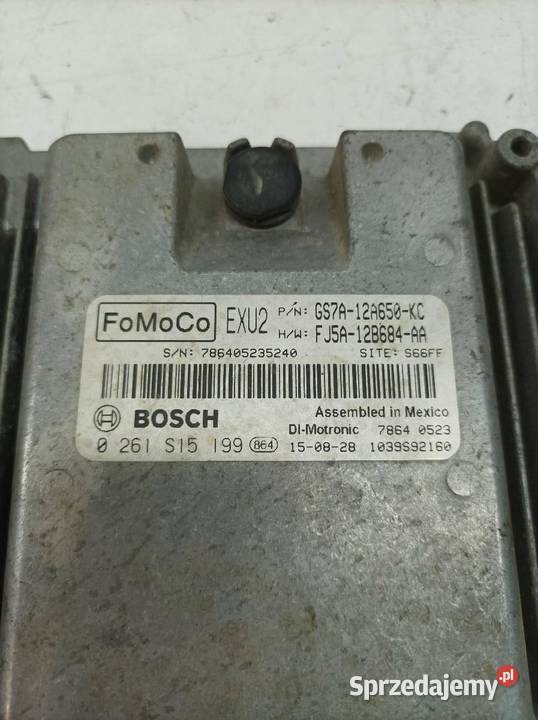 FoMoCo EXU2 P/N: GS7A-12A650-KC
H/W: FJ5A-12B684-AA
S/N: 786405235240 SITE: S66FF
BOSCH Assembled in Mexico
DI-Motronic 7864 0523
0 261 S15 199 864 15-08-28 1039S92160
Sprzedajemy.pl